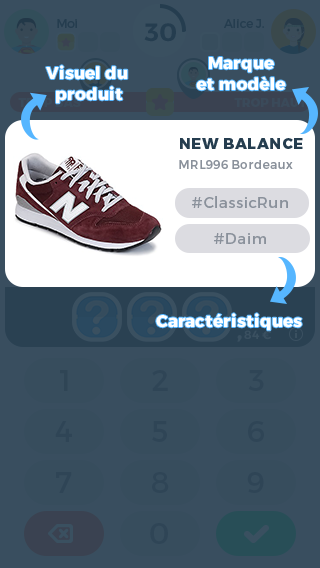 Moi
30
Alice J.
Visuel du
produit
Marque
et modèle
TROP HA
NEW BALANCE
MRL996 Bordeaux
#ClassicRun
#Daim
? ? ?
,84 €
Caractéristiques
1 2 3
4 5 6
7 8 9
0